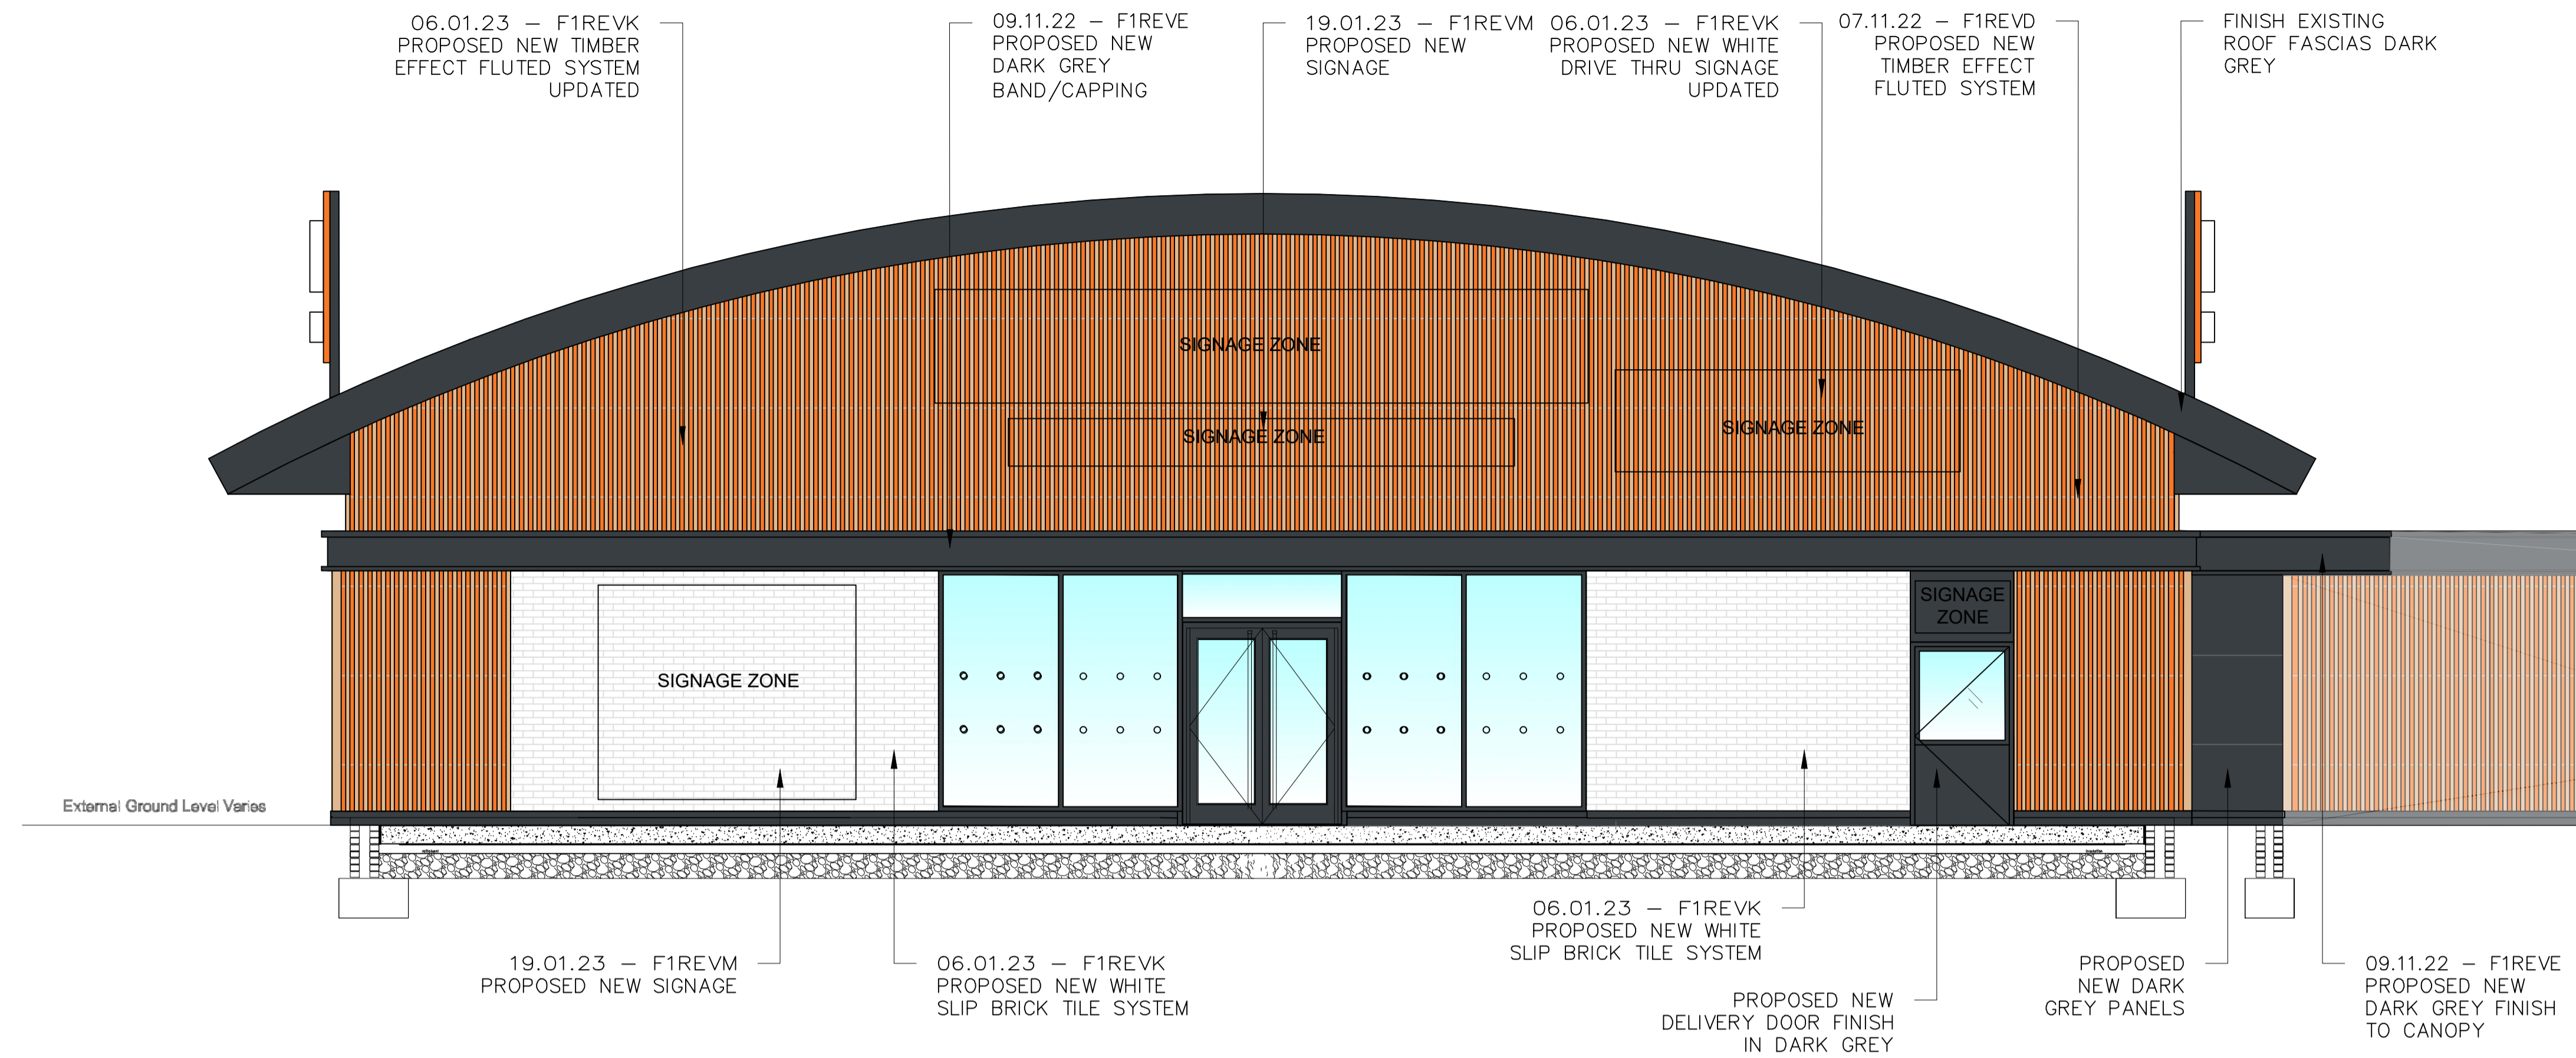 06.01.23 – F1REVK
PROPOSED NEW TIMBER
EFFECT FLUTED SYSTEM
UPDATED
09.11.22 – F1REVE
PROPOSED NEW
DARK GREY
BAND/CAPPING
19.01.23 – F1REVM
PROPOSED NEW
SIGNAGE
06.01.23 – F1REVK
PROPOSED NEW WHITE
DRIVE THRU SIGNAGE
UPDATED
07.11.22 – F1REVD
PROPOSED NEW
TIMBER EFFECT
FLUTED SYSTEM
FINISH EXISTING
ROOF FASCIAS DARK
GREY
SIGNAGE ZONE
SIGNAGE ZONE
SIGNAGE ZONE
SIGNAGE
ZONE
SIGNAGE ZONE
External Ground Level Varies
19.01.23 – F1REVM
PROPOSED NEW SIGNAGE
06.01.23 – F1REVK
PROPOSED NEW WHITE
SLIP BRICK TILE SYSTEM
06.01.23 – F1REVK
PROPOSED NEW WHITE
SLIP BRICK TILE SYSTEM
PROPOSED NEW
DELIVERY DOOR FINISH
IN DARK GREY
PROPOSED
NEW DARK
GREY PANELS
09.11.22 – F1REVE
PROPOSED NEW
DARK GREY FINISH
TO CANOPY